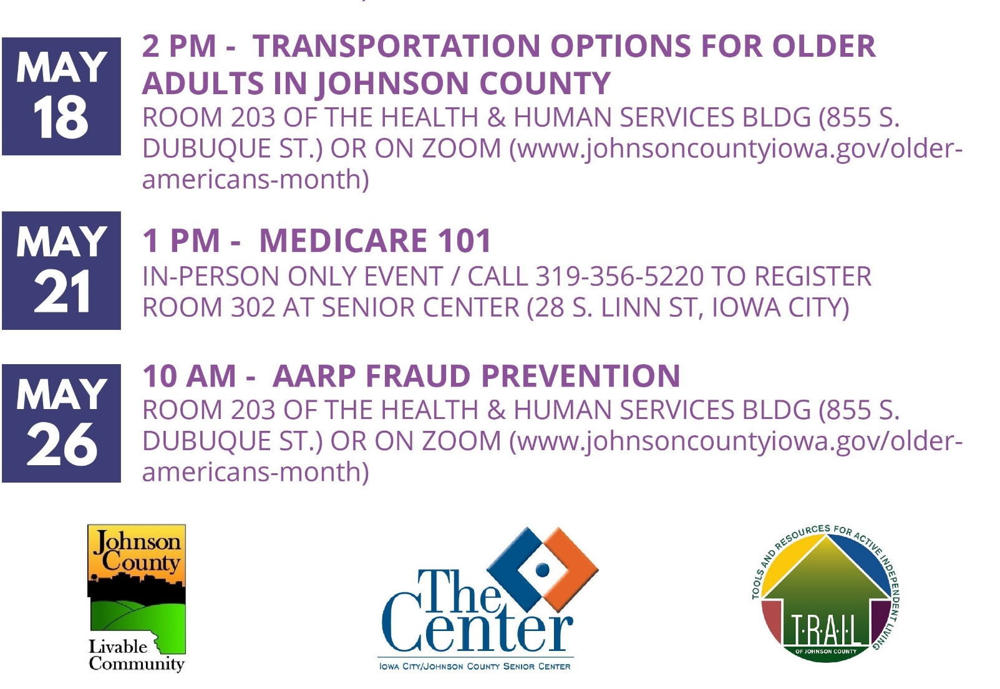 MAY
18
2 PM -  TRANSPORTATION OPTIONS FOR OLDER
ADULTS IN JOHNSON COUNTY
ROOM 203 OF THE HEALTH & HUMAN SERVICES BLDG (855 S.
DUBUQUE ST.) OR ON ZOOM (www.johnsoncountyiowa.gov/older-
americans-month)
MAY
21
1 PM -  MEDICARE 101
IN-PERSON ONLY EVENT / CALL 319-356-5220 TO REGISTER
ROOM 302 AT SENIOR CENTER (28 S. LINN ST, IOWA CITY)
MAY
26
10 AM -  AARP FRAUD PREVENTION
ROOM 203 OF THE HEALTH & HUMAN SERVICES BLDG (855 S.
DUBUQUE ST.) OR ON ZOOM (www.johnsoncountyiowa.gov/older-
americans-month)
Johnson
County
Livable
Community
The
Center
IOWA CITY/JOHNSON COUNTY SENIOR CENTER
TOOLS AND RESOURCES FOR ACTIVE INDEPENDENT LIVING
T·R·A·I·L
OF JOHNSON COUNTY